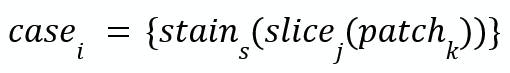 case_i = {stain_s(slice_j(patch_k))}